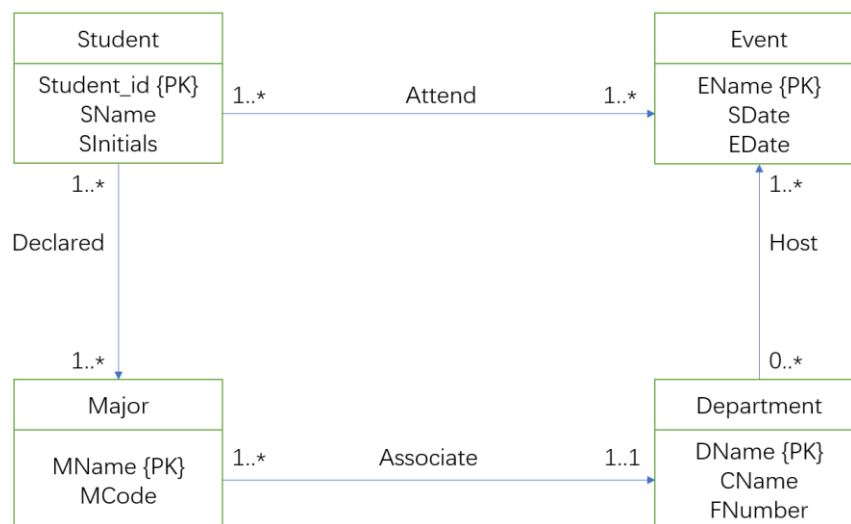 Student
Event
Student_id {PK}
SName
SInitials
1..*
Attend
1..*
EName {PK}
SDate
EDate
1..*
1..*
Declared
Host
1..*
0..*
Major
Department
MName {PK}
MCode
1..*
Associate
1..1
DName {PK}
CName
FNumber